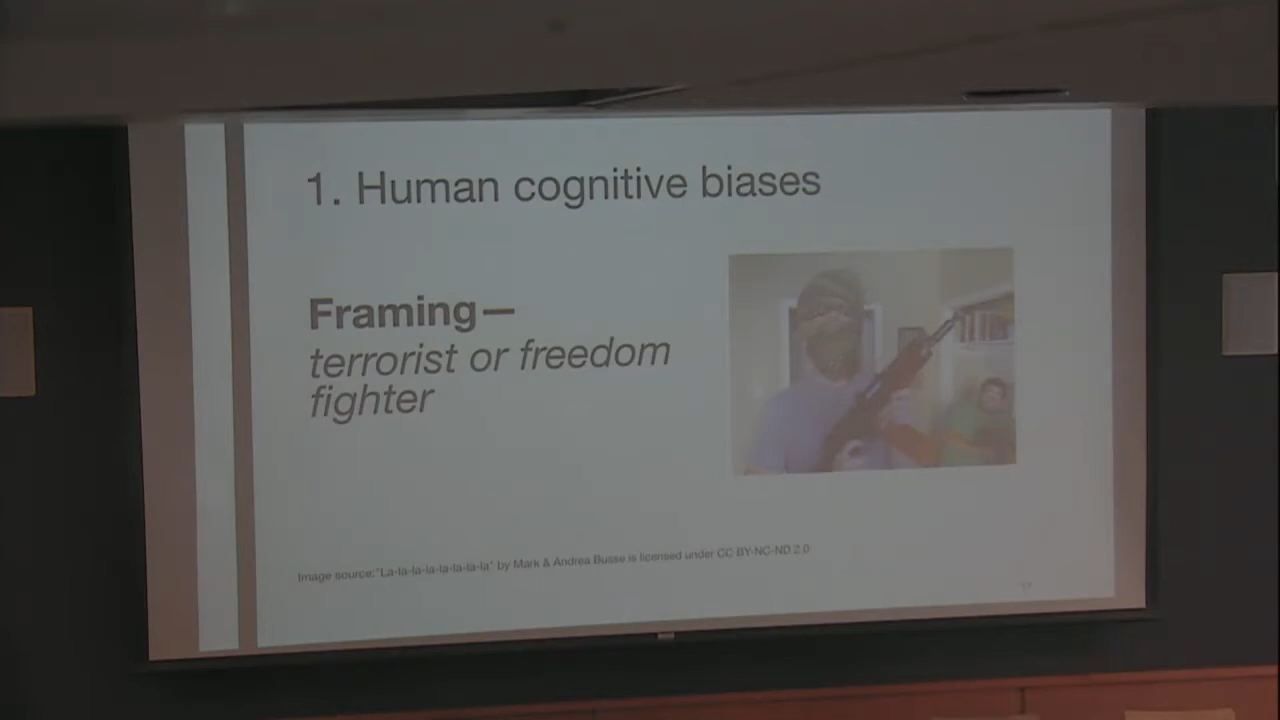 1. Human cognitive biases
Framing—
terrorist or freedom
fighter
Image source:"La-la-la-la-la-la-la-la" by Mark & Andrea Busse is licensed under CC BY-NC-ND 2.0